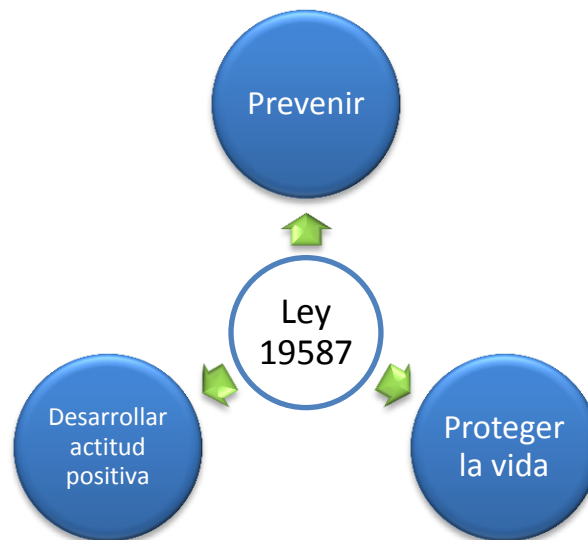 Prevenir
Ley
19587
Desarrollar
actitud
positiva
Proteger
la vida